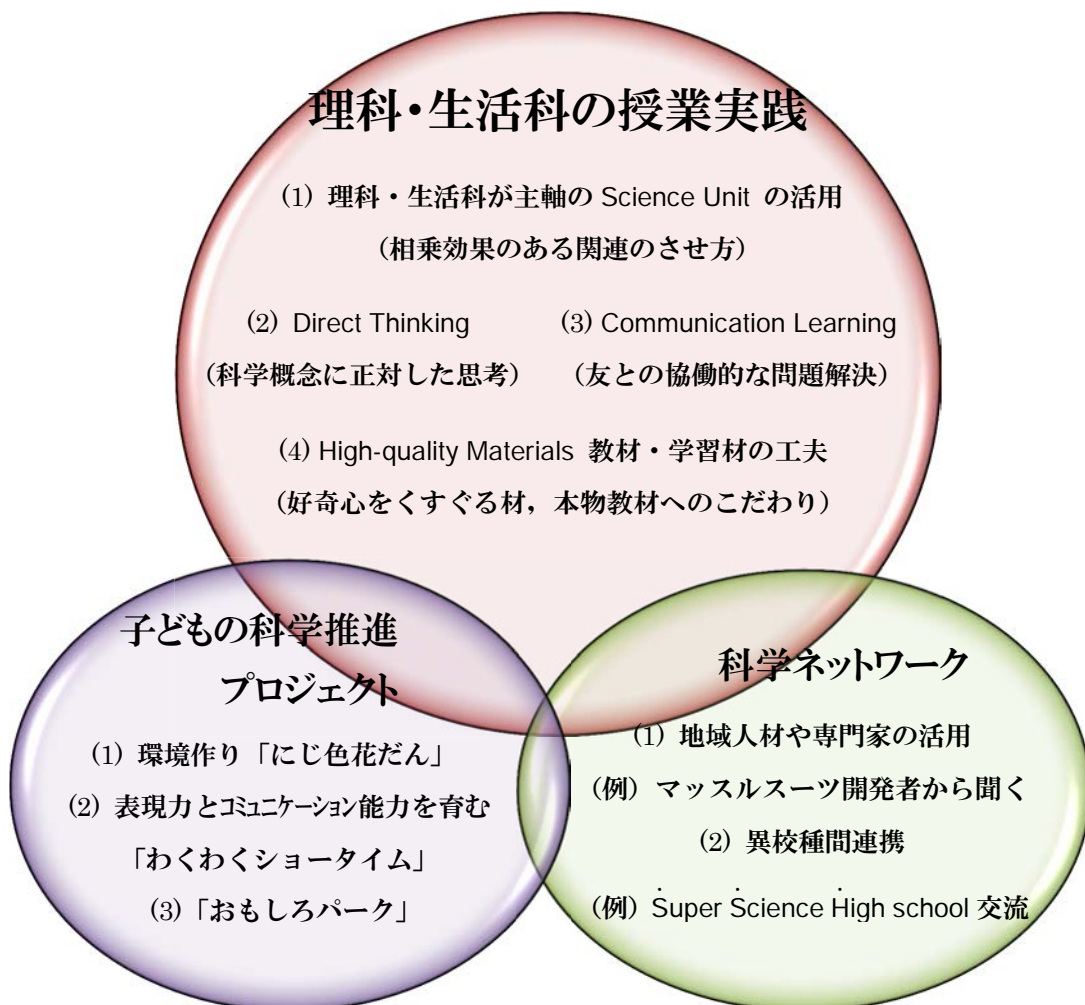 理科・生活科の授業実践
(1) 理科・生活科が主軸の Science Unit の活用
(相乗効果のある関連のさせ方)
(2) Direct Thinking
(科学概念に正対した思考)
(3) Communication Learning
(友との協働的な問題解決)
(4) High-quality Materials 教材・学習材の工夫
(好奇心をくすぐる材，本物教材へのこだわり)
子どもの科学推進
プロジェクト
(1) 環境作り「にじ色花だん」
(2) 表現力とコミュニケーション能力を育む
「わくわくショータイム」
(3)「おもしろパーク」
科学ネットワーク
(1) 地域人材や専門家の活用
(例) マッスルスーツ開発者から聞く
(2) 異校種間連携
(例) Super Science High school 交流